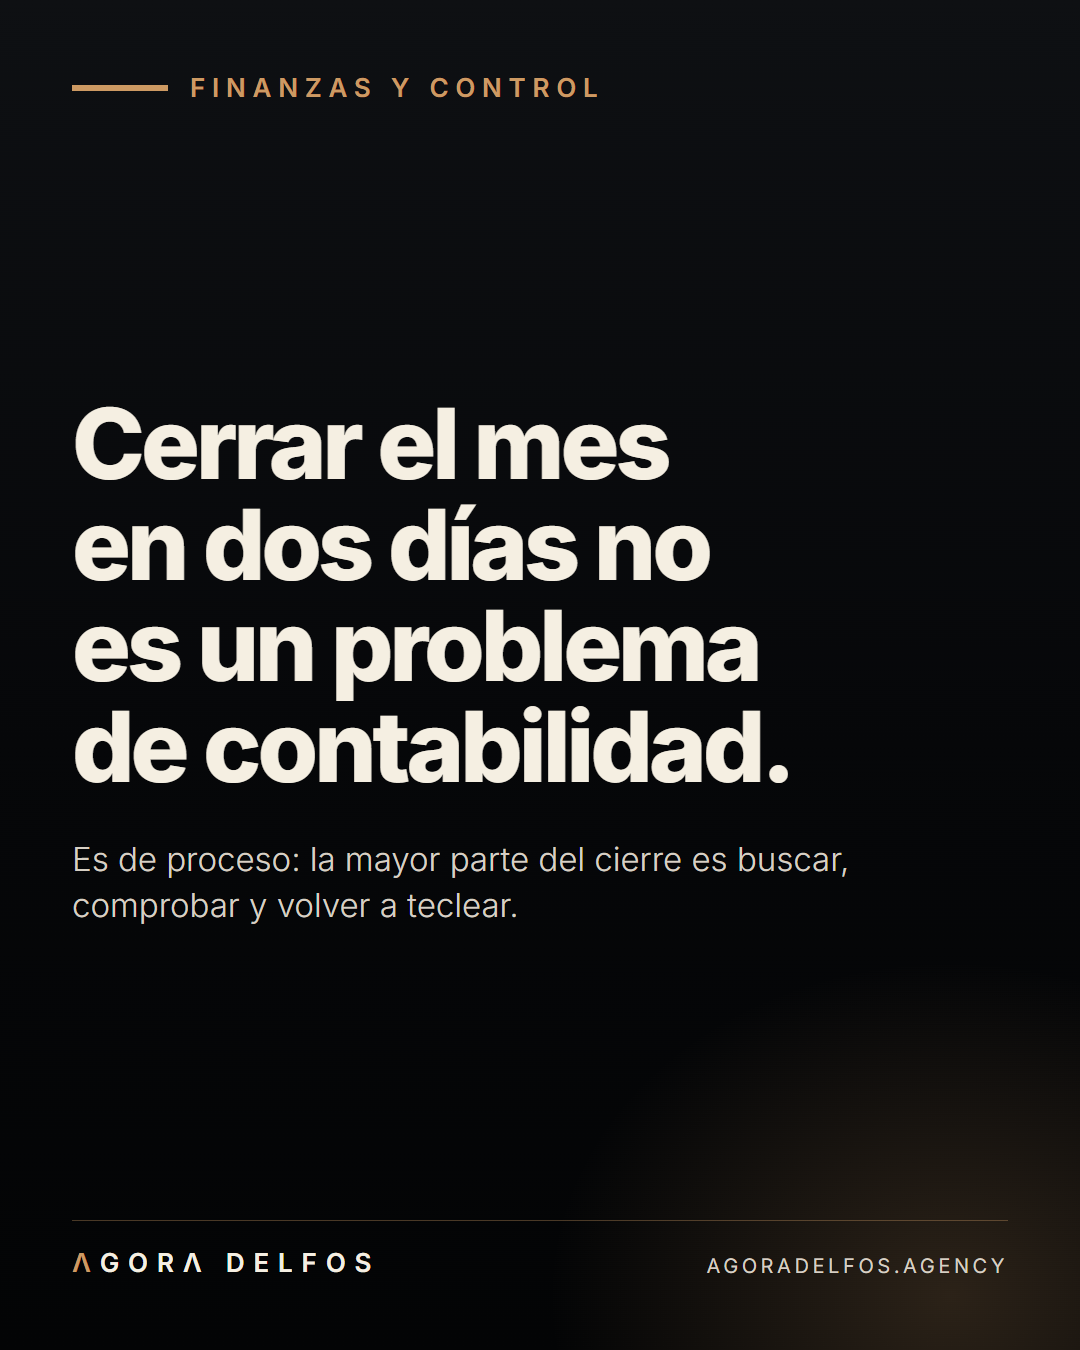 FINANZAS Y CONTROL
Cerrar el mes
en dos días no
es un problema
de contabilidad.
Es de proceso: la mayor parte del cierre es buscar,
comprobar y volver a teclear.
ΛGORΛ DELFOS
AGORADELFOS.AGENCY